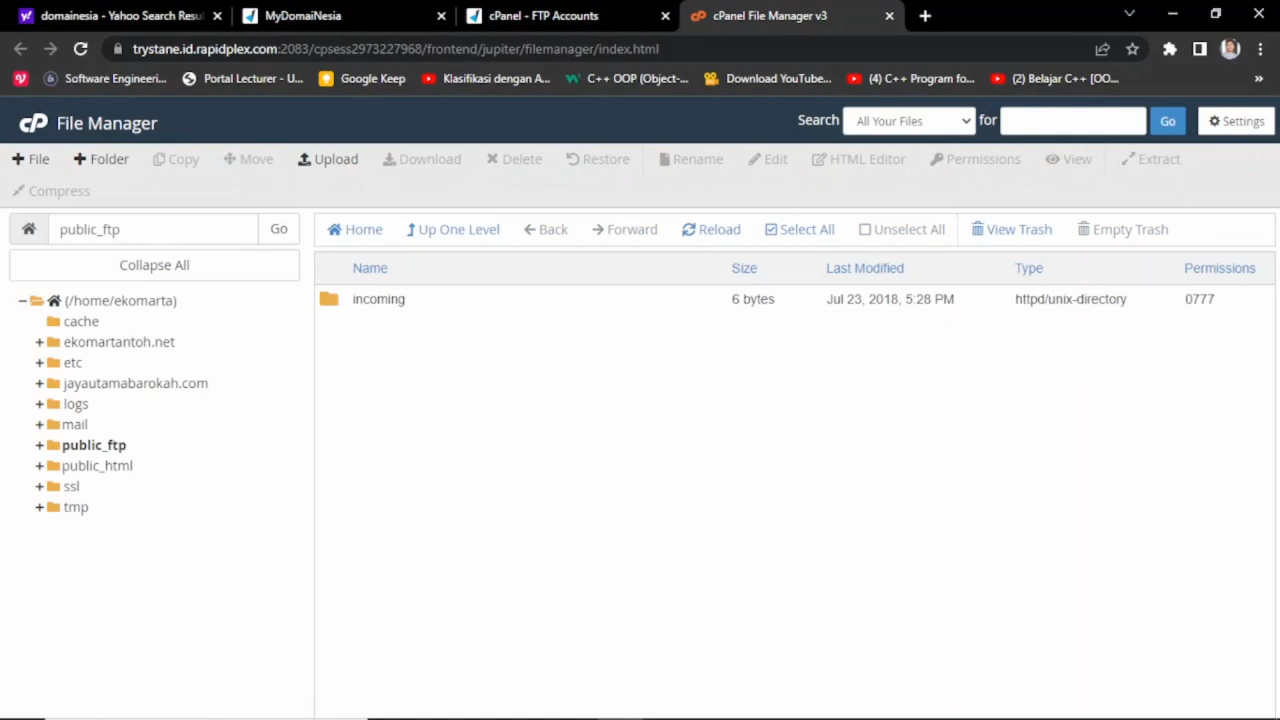 domainesia - Yahoo Search Resul
MyDomaiNesia
cPanel - FTP Accounts
cPanel File Manager v3
trystane.id.rapidplex.com:2083/cpsess2973227968/frontend/jupiter/filemanager/index.html
Software Engineeri...
Portal Lecturer - U...
Google Keep
Klasifikasi dengan A...
C++ OOP (Object-...
Download YouTube...
(4) C++ Program fo...
(2) Belajar C++ [OO...
»
cP File Manager
Search All Your Files for Go Settings
File Folder Copy Move Upload Download Delete Restore Rename Edit HTML Editor Permissions View Extract
Compress
public_ftp Go
Home Up One Level Back Forward Reload Select All Unselect All View Trash Empty Trash
Collapse All
Name Size Last Modified Type Permissions
incoming 6 bytes Jul 23, 2018, 5:28 PM httpd/unix-directory 0777
(/home/ekomarta)
cache
ekomartantoh.net
etc
jayautamabarokah.com
logs
mail
public_ftp
public_html
ssl
tmp